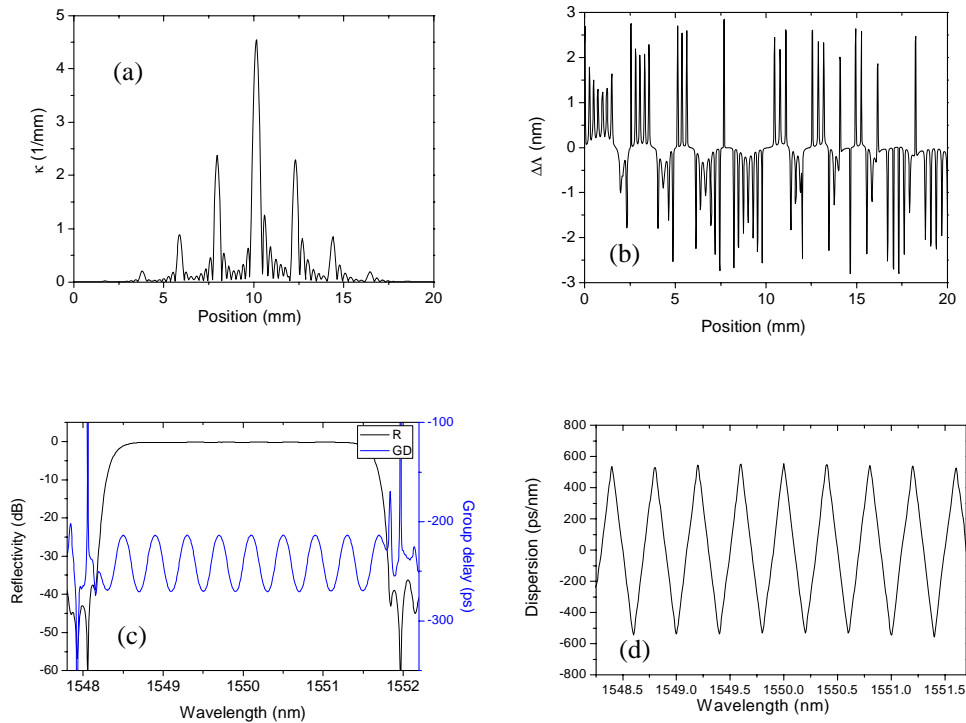 (a)
κ (1/mm)
5
4
3
2
1
0
0 5 10 15 20
Position (mm)
(b)
ΔΛ (nm)
3
2
1
0
-1
-2
-3
0 5 10 15 20
Position (mm)
(c)
Reflectivity (dB)
0
-10
-20
-30
-40
-50
-60
R
GD
-100
-200
-300
Group delay (ps)
1548 1549 1550 1551 1552
Wavelength (nm)
(d)
Dispersion (ps/nm)
800
600
400
200
0
-200
-400
-600
-800
1548.5 1549.0 1549.5 1550.0 1550.5 1551.0 1551.5
Wavelength (nm)